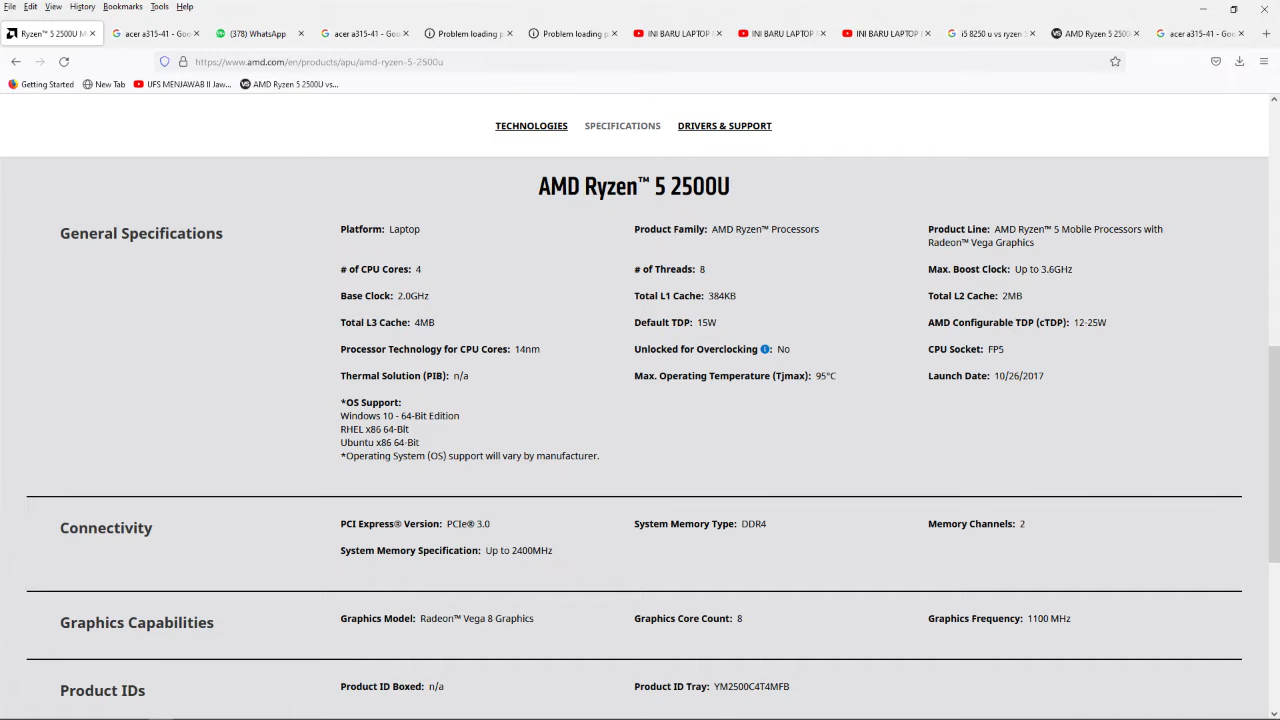 File Edit View History Bookmarks Tools Help
Ryzen™ 5 2500U M
acer a315-41 - Goo
(378) WhatsApp
acer a315-41 - Goo
Problem loading p
Problem loading p
INI BARU LAPTOP
INI BARU LAPTOP
INI BARU LAPTOP
i5 8250 u vs ryzen
AMD Ryzen 5 2500
acer a315-41 - Goo
https://www.amd.com/en/products/apu/amd-ryzen-5-2500u
Getting Started New Tab UFS MENJAWAB II Jaw... AMD Ryzen 5 2500U vs...
TECHNOLOGIES SPECIFICATIONS DRIVERS & SUPPORT
AMD Ryzen™ 5 2500U
General Specifications
Platform: Laptop
Product Family: AMD Ryzen™ Processors
Product Line: AMD Ryzen™ 5 Mobile Processors with
Radeon™ Vega Graphics
# of CPU Cores: 4
# of Threads: 8
Max. Boost Clock: Up to 3.6GHz
Base Clock: 2.0GHz
Total L1 Cache: 384KB
Total L2 Cache: 2MB
Total L3 Cache: 4MB
Default TDP: 15W
AMD Configurable TDP (cTDP): 12-25W
Processor Technology for CPU Cores: 14nm
Unlocked for Overclocking i: No
CPU Socket: FP5
Thermal Solution (PIB): n/a
Max. Operating Temperature (Tjmax): 95°C
Launch Date: 10/26/2017
*OS Support:
Windows 10 - 64-Bit Edition
RHEL x86 64-Bit
Ubuntu x86 64-Bit
*Operating System (OS) support will vary by manufacturer.
Connectivity
PCI Express® Version: PCIe® 3.0
System Memory Type: DDR4
Memory Channels: 2
System Memory Specification: Up to 2400MHz
Graphics Capabilities
Graphics Model: Radeon™ Vega 8 Graphics
Graphics Core Count: 8
Graphics Frequency: 1100 MHz
Product IDs
Product ID Boxed: n/a
Product ID Tray: YM2500C4T4MFB